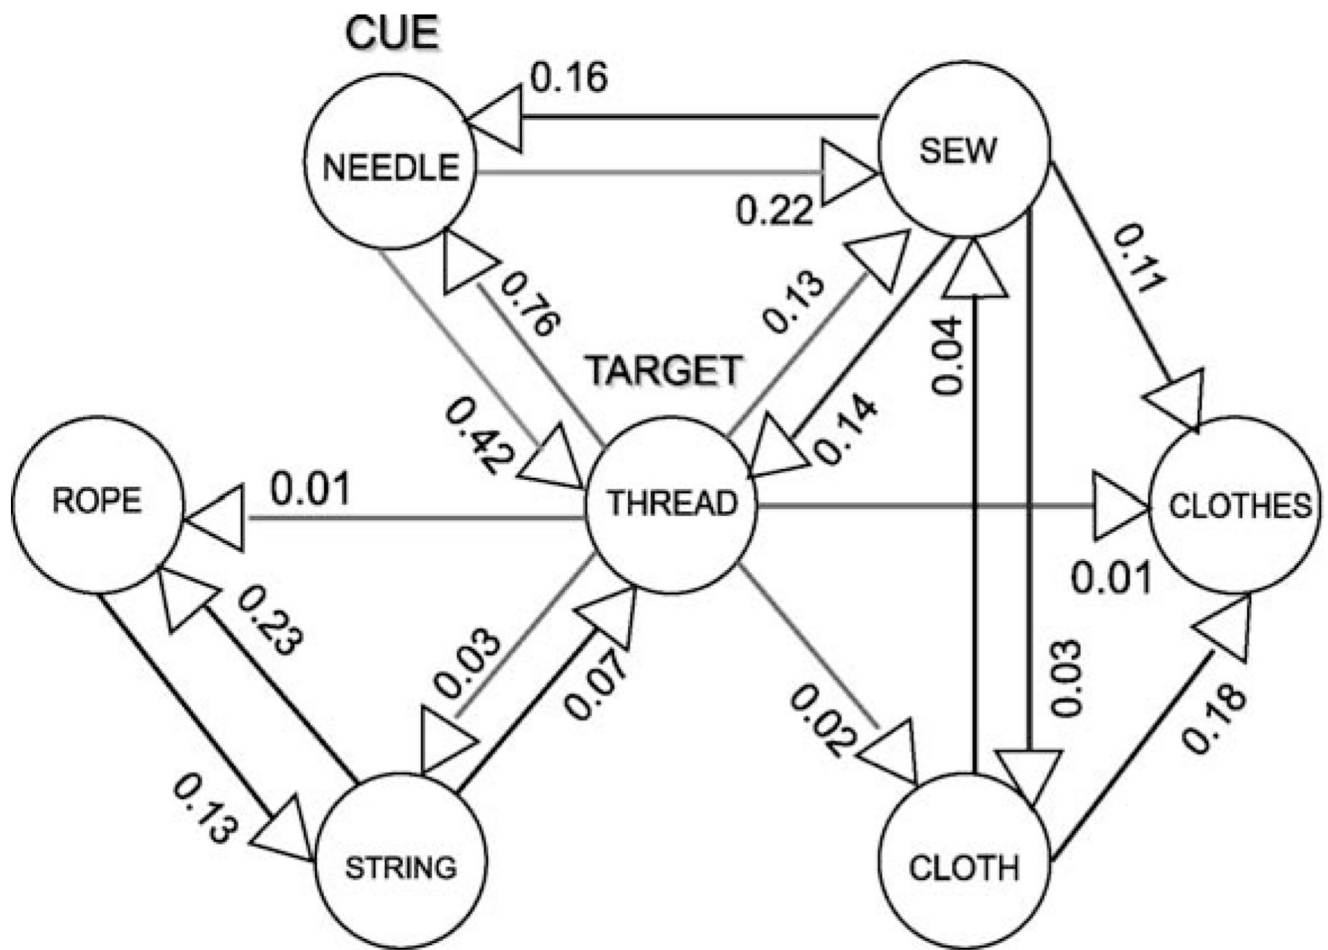 CUE
0.16
NEEDLE
SEW
0.22
0.11
0.76
0.13
0.04
TARGET
0.42
0.14
ROPE
0.01
THREAD
CLOTHES
0.01
0.23
0.03
0.07
0.02
0.03
0.18
0.13
STRING
CLOTH